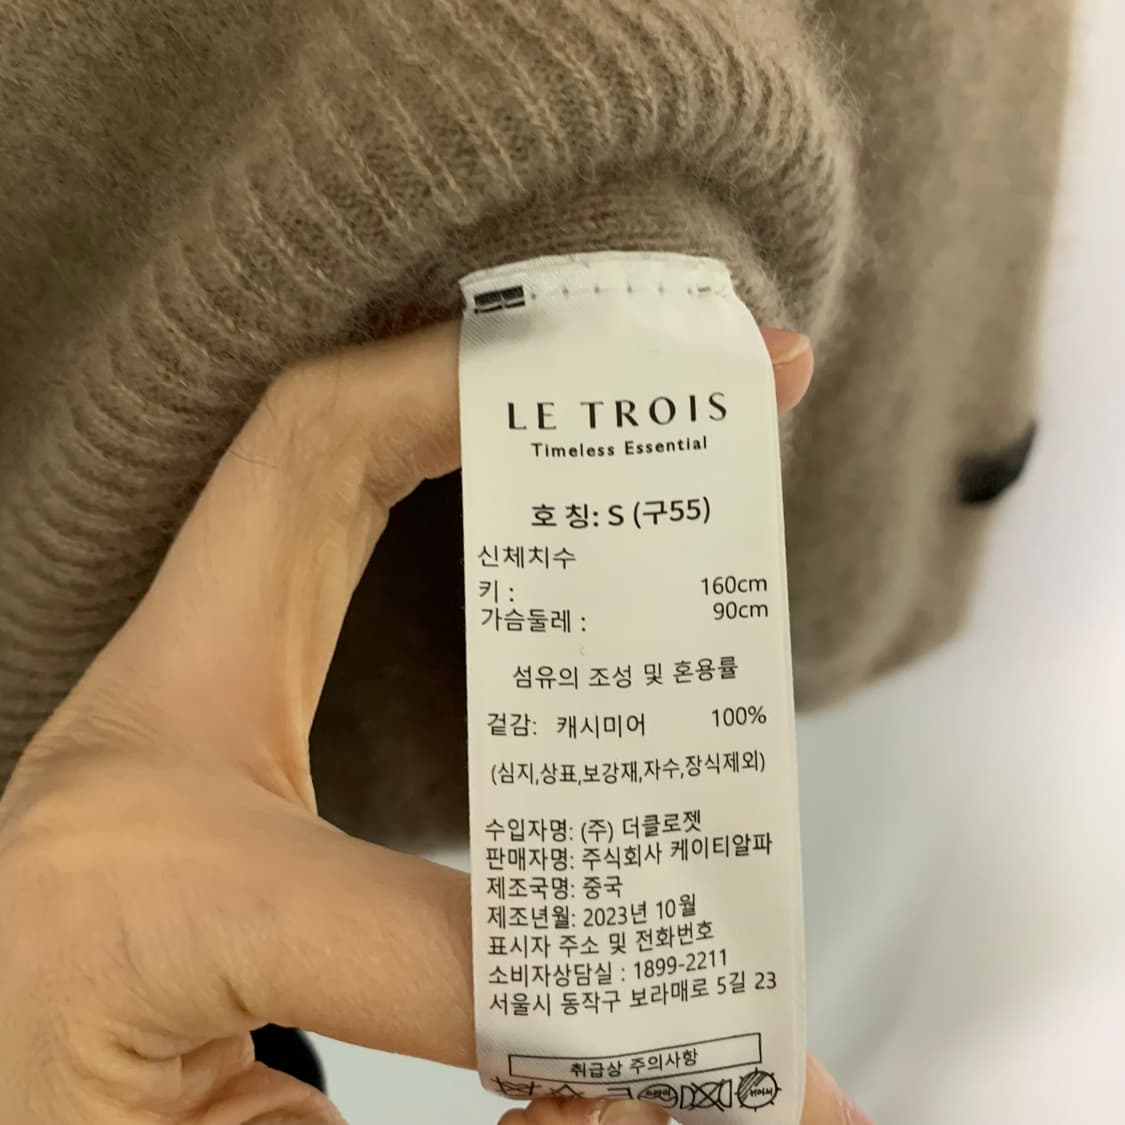 LE TROIS
Timeless Essential
호 칭: S (구55)
신체치수
키 : 160cm
가슴둘레 : 90cm
섬유의 조성 및 혼용률
겉감: 캐시미어 100%
(심지,상표,보강재,자수,장식제외)
수입자명: (주) 더클로젯
판매자명: 주식회사 케이티알파
제조국명: 중국
제조년월: 2023년 10월
표시자 주소 및 전화번호
소비자상담실 : 1899-2211
서울시 동작구 보라매로 5길 23
취급상 주의사항